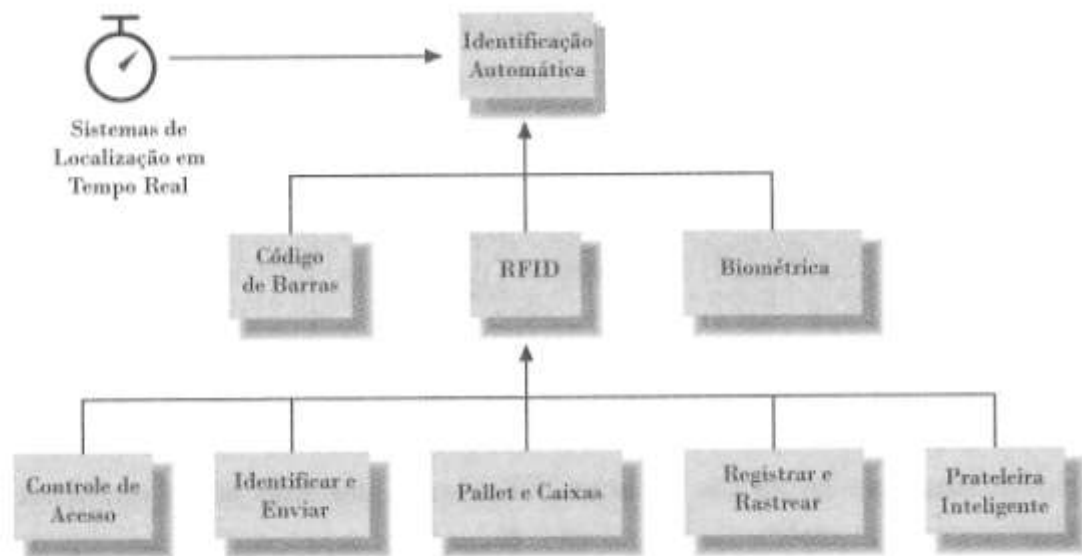 Identificação
Automática
Sistemas de
Localização em
Tempo Real
Código
de Barras
RFID
Biométrica
Controle de
Acesso
Identificar e
Enviar
Pallet e Caixas
Registrar e
Rastrear
Prateleira
Inteligente